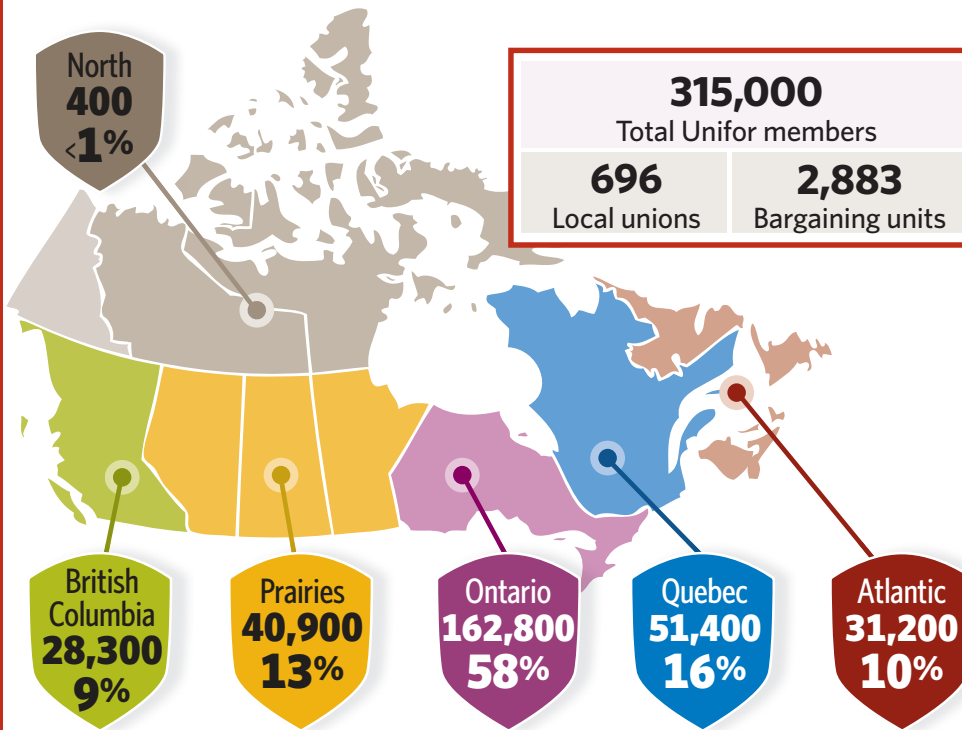 North
400
<1%
315,000
Total Unifor members
696
Local unions
2,883
Bargaining units
British
Columbia
28,300
9%
Prairies
40,900
13%
Ontario
162,800
58%
Quebec
51,400
16%
Atlantic
31,200
10%